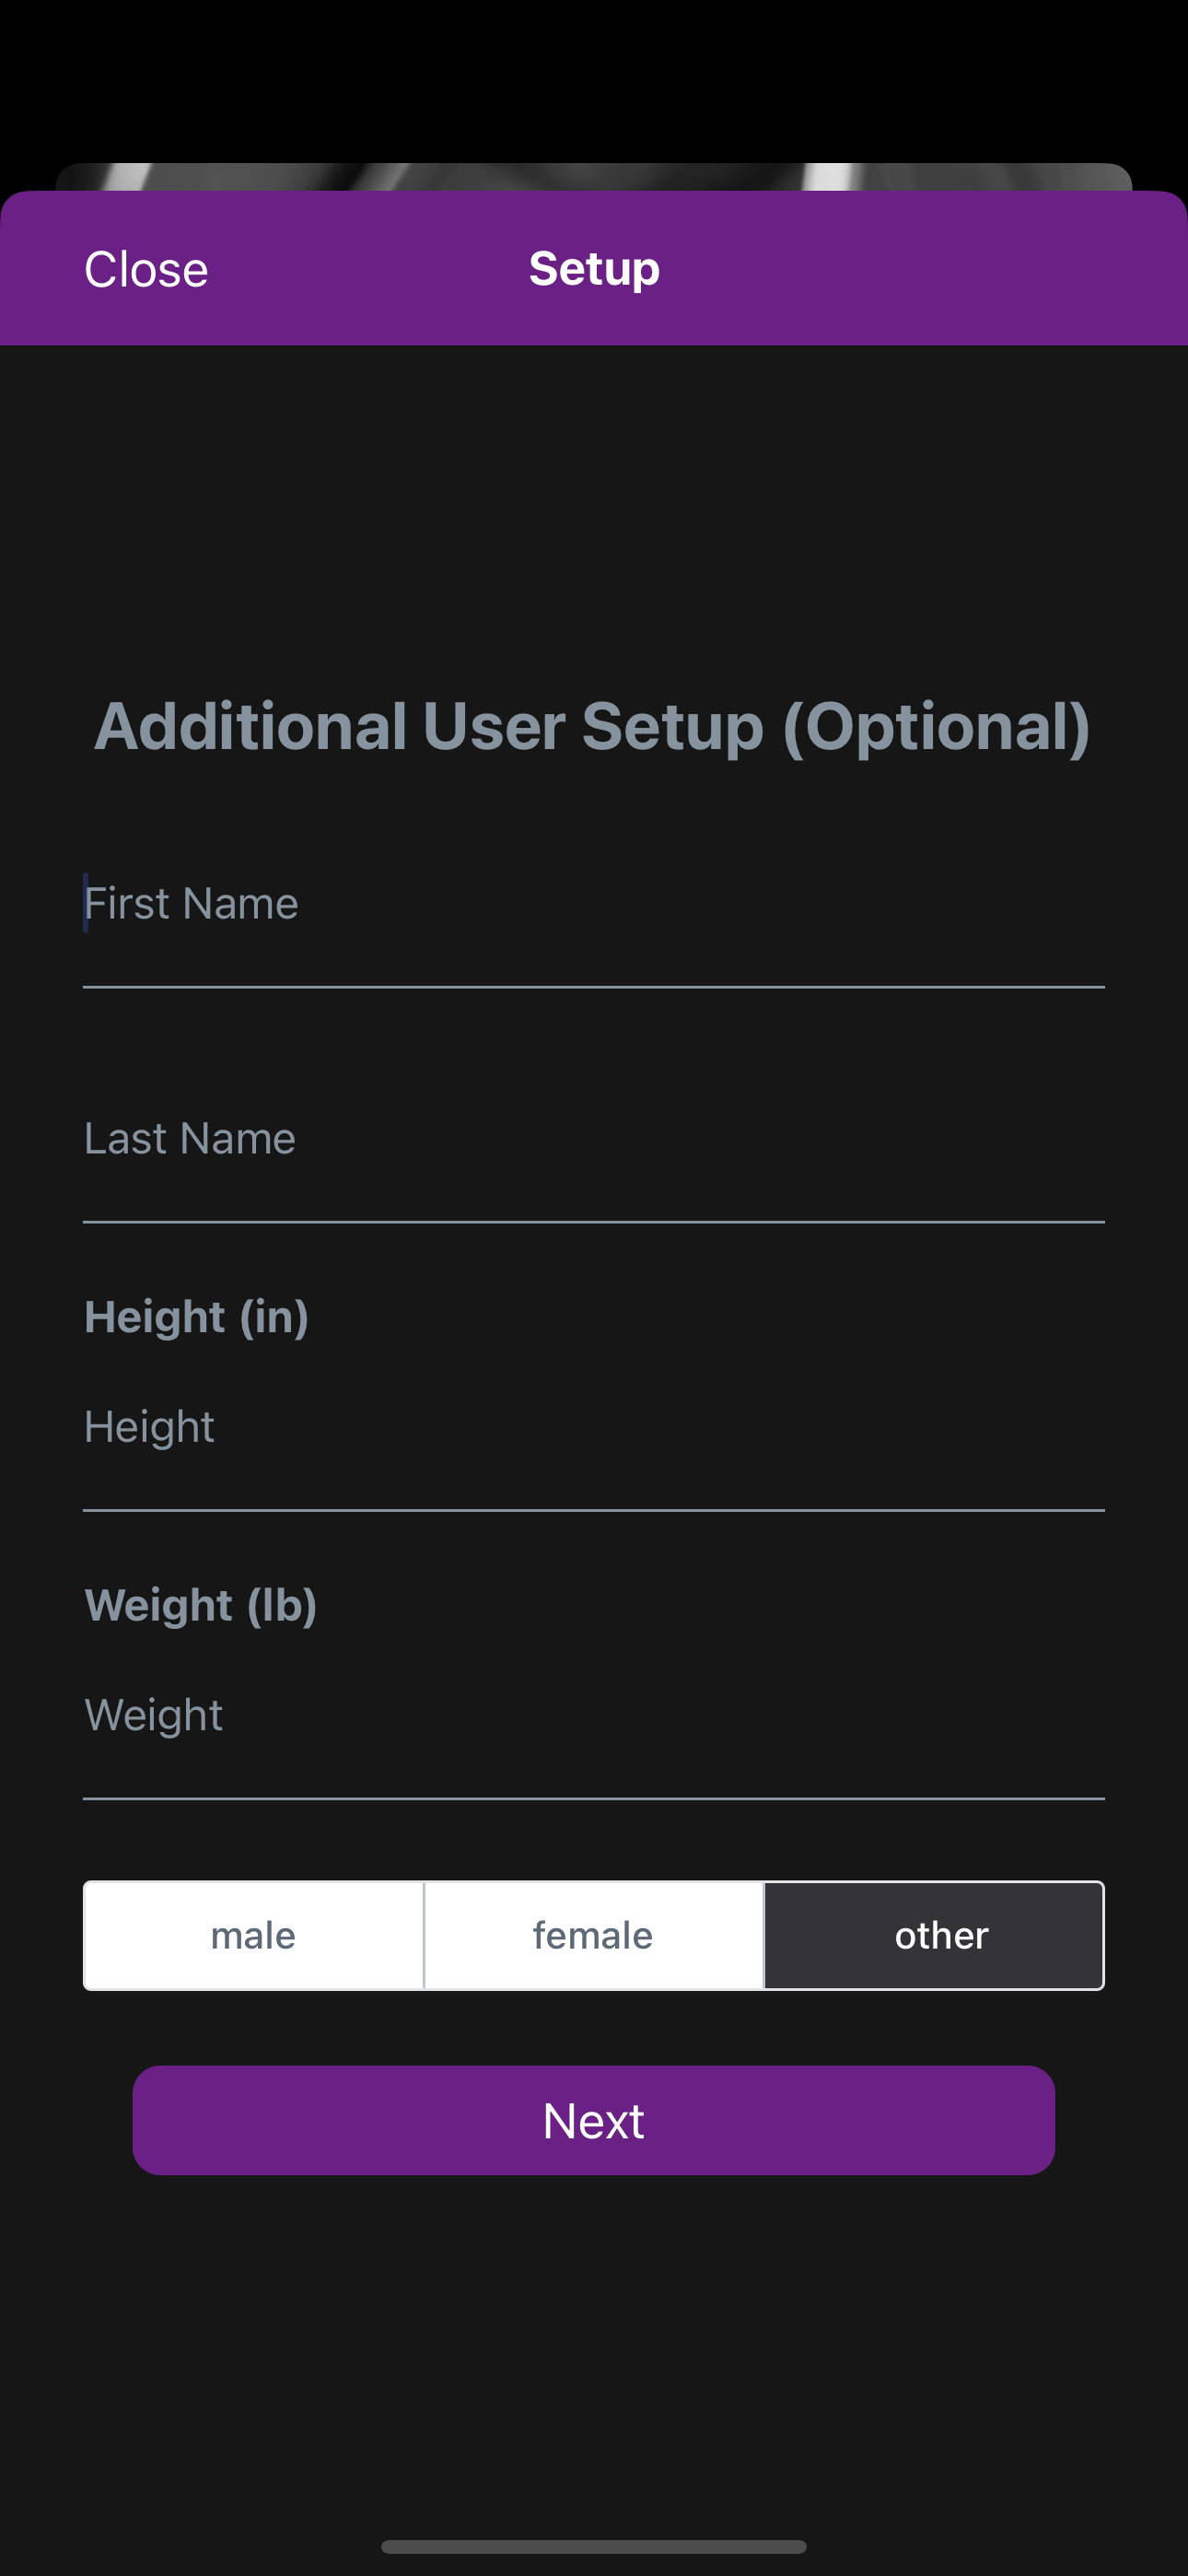 Close
Setup
Additional User Setup (Optional)
First Name
Last Name
Height (in)
Height
Weight (lb)
Weight
male
female
other
Next